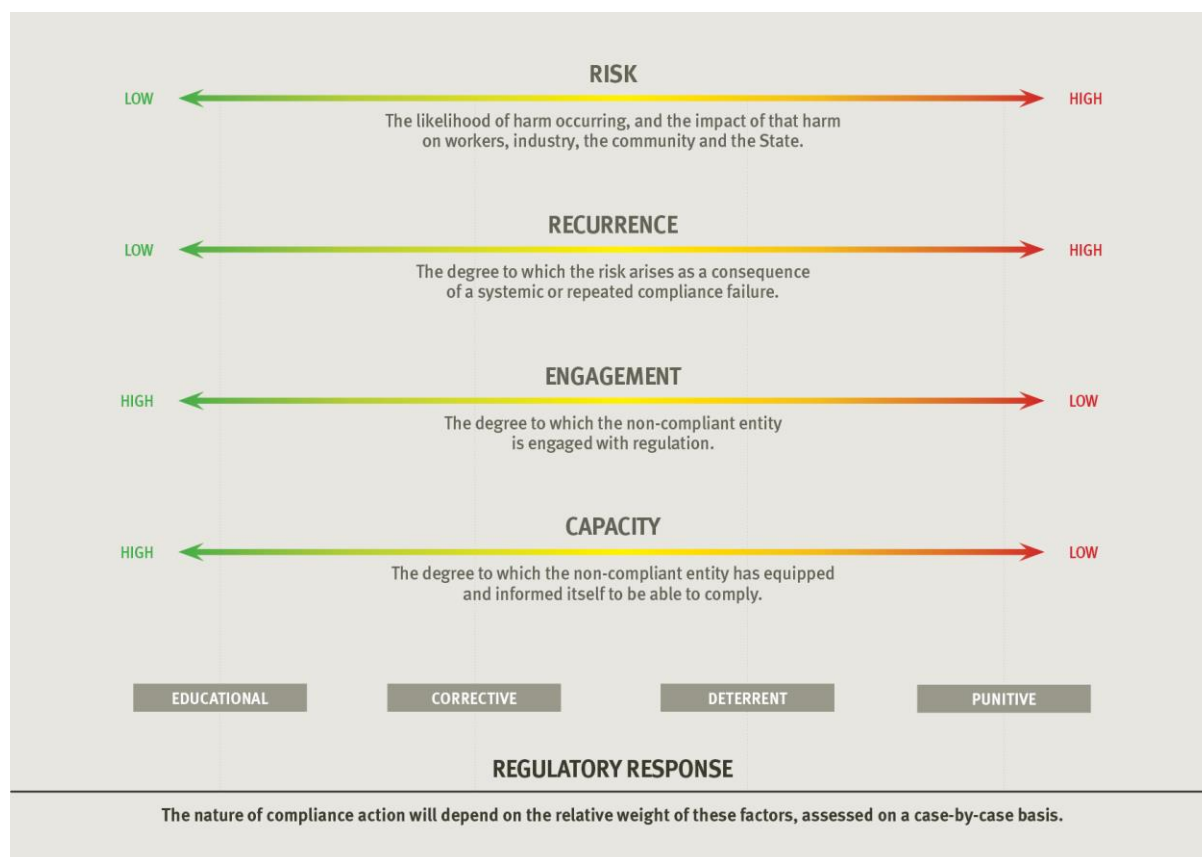 RISK
LOW
HIGH
The likelihood of harm occurring, and the impact of that harm
on workers, industry, the community and the State.
RECURRENCE
LOW
HIGH
The degree to which the risk arises as a consequence
of a systemic or repeated compliance failure.
ENGAGEMENT
HIGH
LOW
The degree to which the non-compliant entity
is engaged with regulation.
CAPACITY
HIGH
LOW
The degree to which the non-compliant entity has equipped
and informed itself to be able to comply.
EDUCATIONAL
CORRECTIVE
DETERRENT
PUNITIVE
REGULATORY RESPONSE
The nature of compliance action will depend on the relative weight of these factors, assessed on a case-by-case basis.